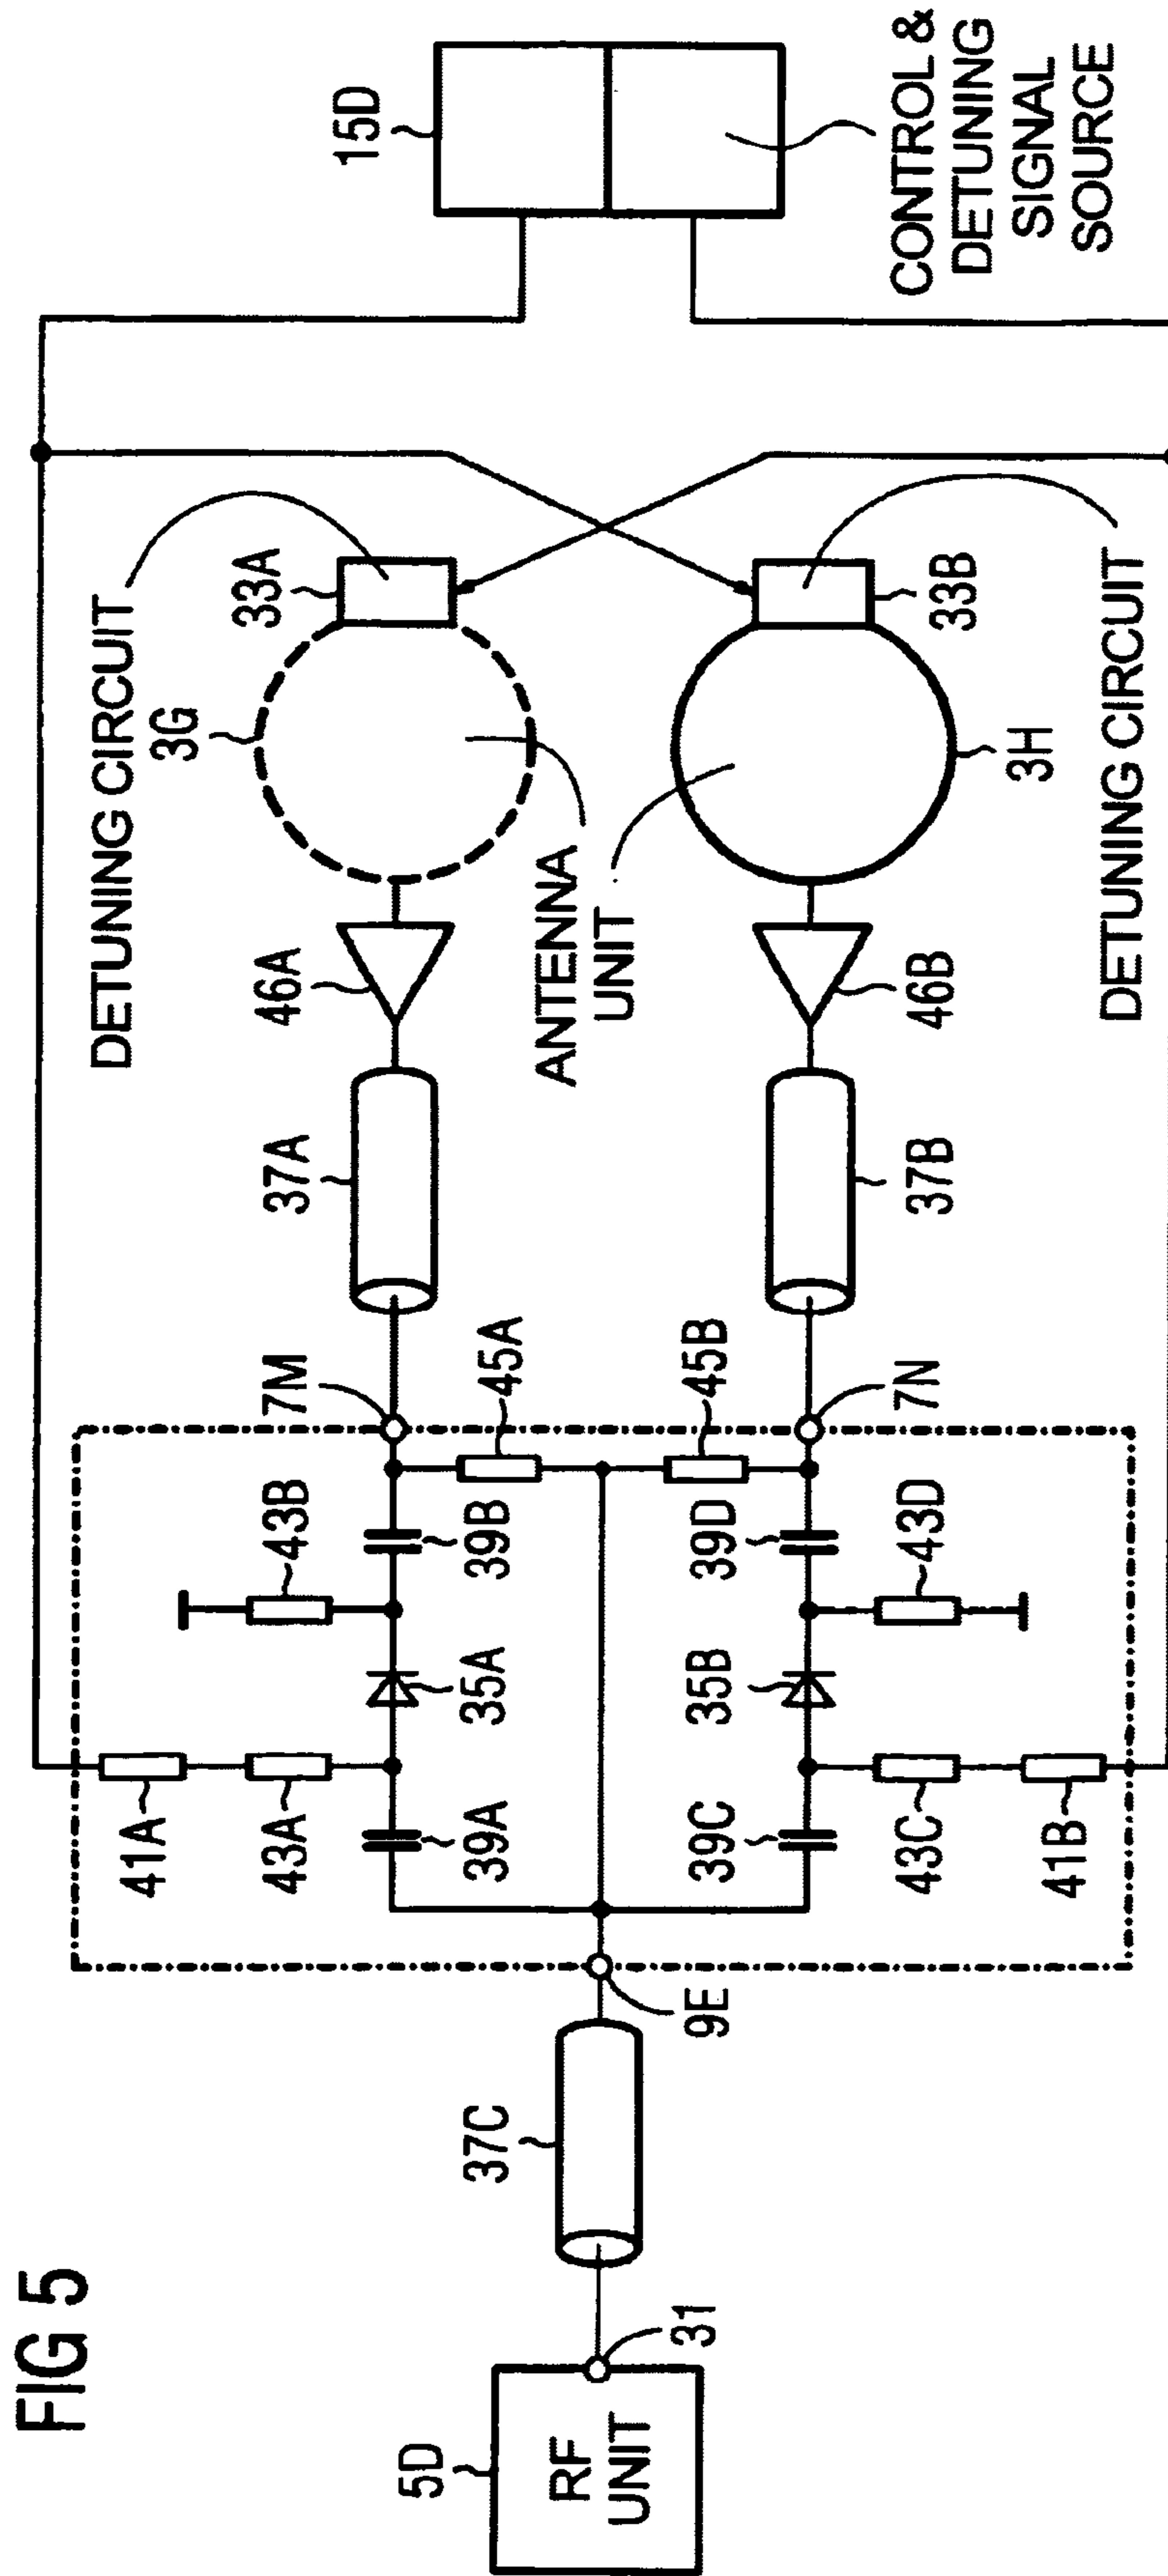 FIG 5
5D
RF
UNIT
31
37C
9E
41A
43A
39A
35A
43B
39B
7M
45A
37A
46A
DETUNING CIRCUIT
3G
33A
ANTENNA
UNIT
39C
43C
41B
35B
39D
43D
45B
7N
37B
46B
3H
33B
DETUNING CIRCUIT
15D
CONTROL &
DETUNING
SIGNAL
SOURCE